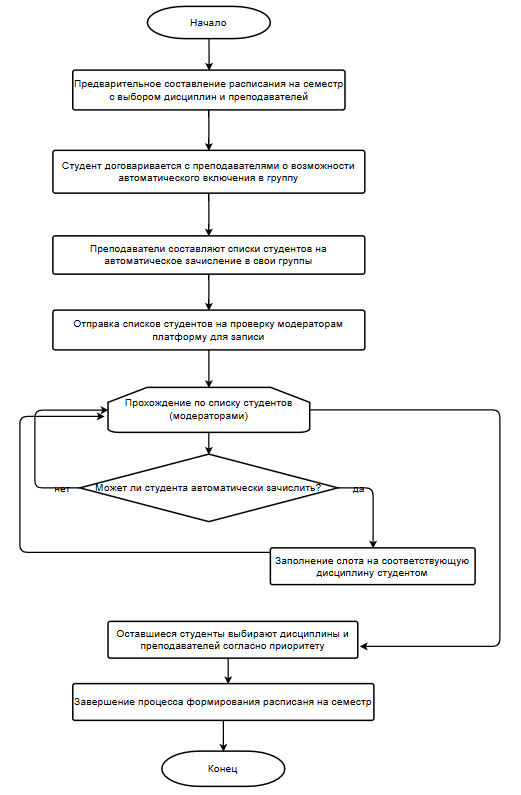 Начало
Предварительное составление расписания на семестр
с выбором дисциплин и преподавателей
Студент договаривается с преподавателями о возможности
автоматического включения в группу
Преподаватели составляют списки студентов на
автоматическое зачисление в свои группы
Отправка списков студентов на проверку модераторам
платформу для записи
Прохождение по списку студентов
(модераторами)
нет
Может ли студента автоматически зачислить?
да
Заполнение слота на соответствующую
дисциплину студентом
Оставшиеся студенты выбирают дисциплины и
преподавателей согласно приоритету
Завершение процесса формирования расписаня на семестр
Конец